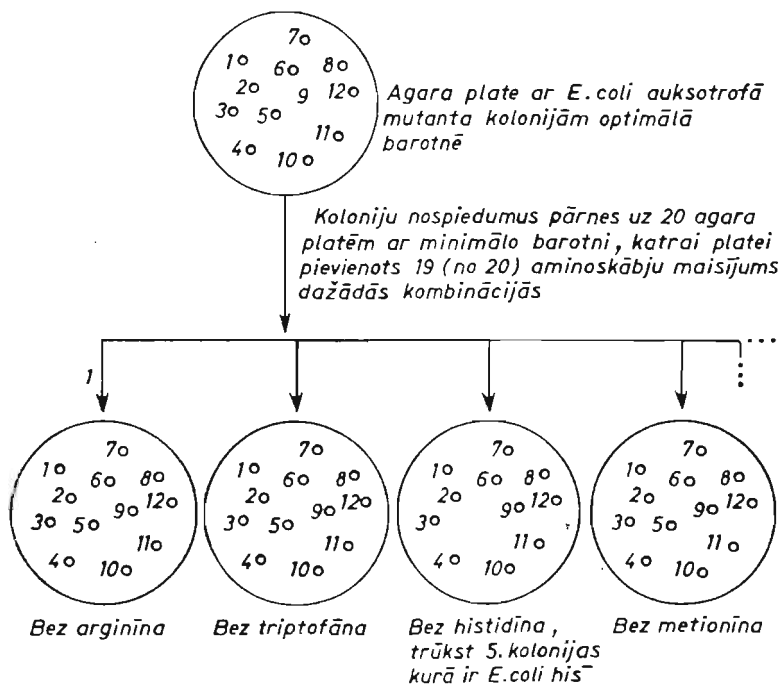 7
1 6 8
2 9 12
3 5
11
4 10
Agara plate ar E. coli auksotrofā
mutanta kolonijām optimālā
barotnē
Koloniju nospiedumus pārnes uz 20 agara
platēm ar minimālo barotni, katrai platei
pievienots 19 (no 20) aminoskābju maisījums
dažādās kombinācijās
1
7
1 6 8
2 9 12
3 5
11
4 10
Bez arginīna
7
1 6 8
2 9 12
3 5
11
4 10
Bez triptofāna
7
1 6 8
2 9 12
3
11
4 10
Bez histidīna,
trūkst 5. kolonijas
kurā ir E. coli his⁻
7
1 6 8
2 9 12
3 5
11
4 10
Bez metionīna